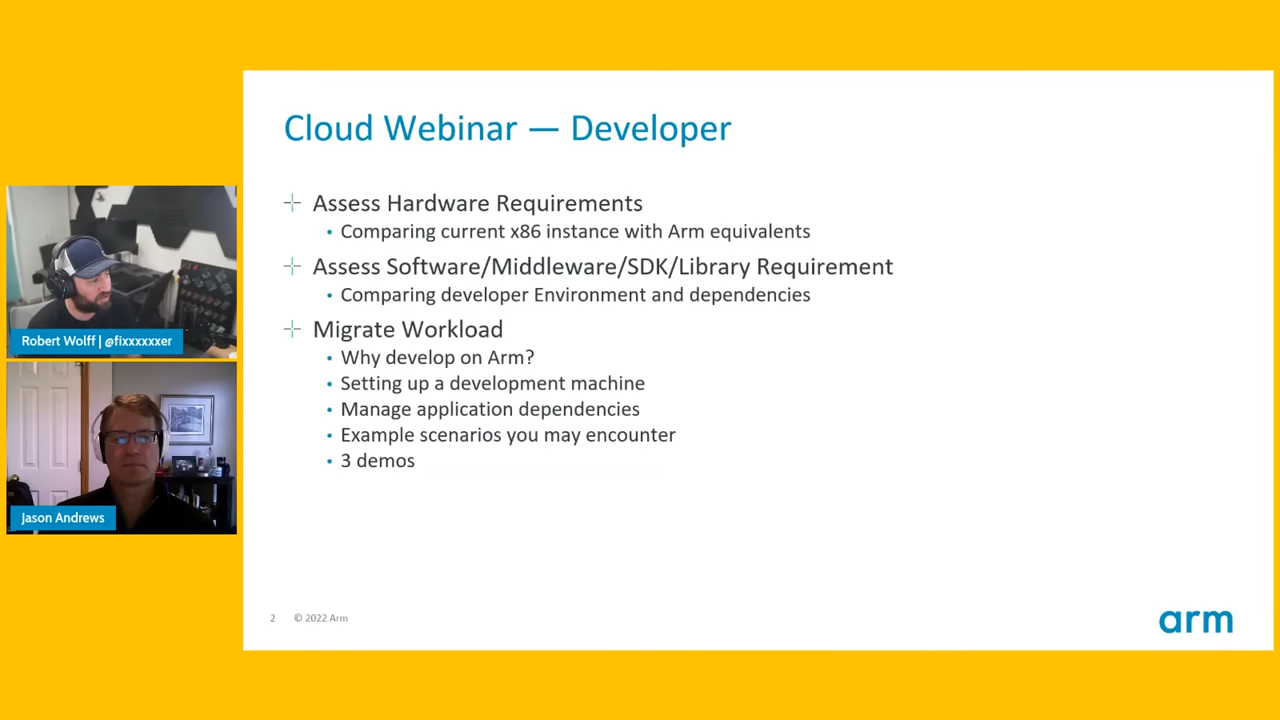 Cloud Webinar — Developer
Assess Hardware Requirements
• Comparing current x86 instance with Arm equivalents
Assess Software/Middleware/SDK/Library Requirement
• Comparing developer Environment and dependencies
Migrate Workload
• Why develop on Arm?
• Setting up a development machine
• Manage application dependencies
• Example scenarios you may encounter
• 3 demos
Robert Wolff | @fixxxxxxer
Jason Andrews
2 © 2022 Arm
arm